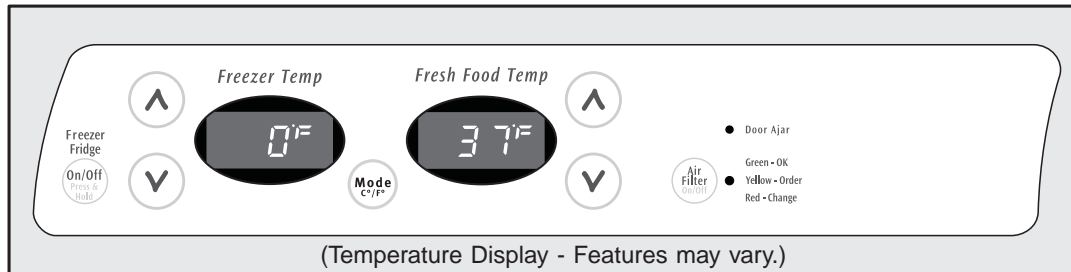 Freezer Temp
Fresh Food Temp
Freezer
Fridge
On/Off
Press &
Hold
0°F
Mode
C°/F°
37°F
Door Ajar
Air
Filter
On/Off
Green - OK
Yellow - Order
Red - Change
(Temperature Display - Features may vary.)